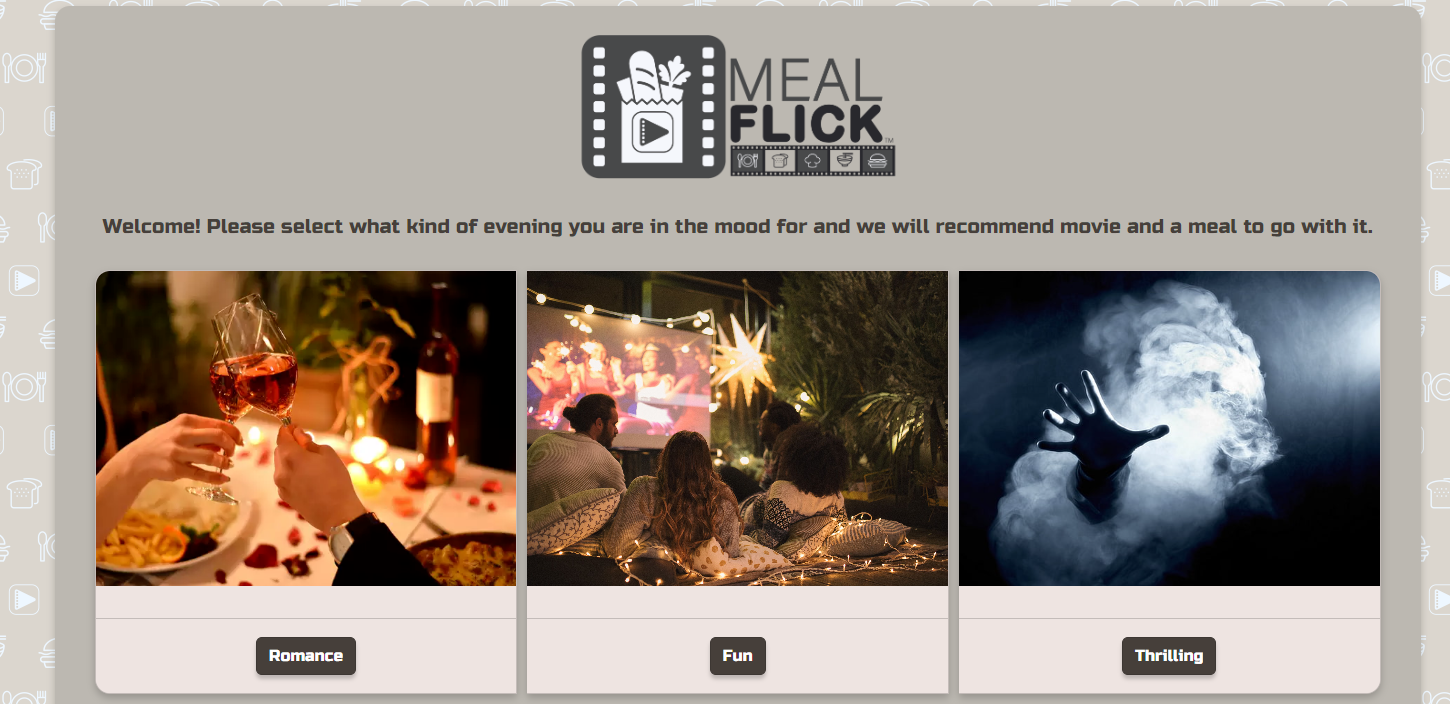 MEAL
FLICK™
Welcome! Please select what kind of evening you are in the mood for and we will recommend movie and a meal to go with it.
Romance
Fun
Thrilling